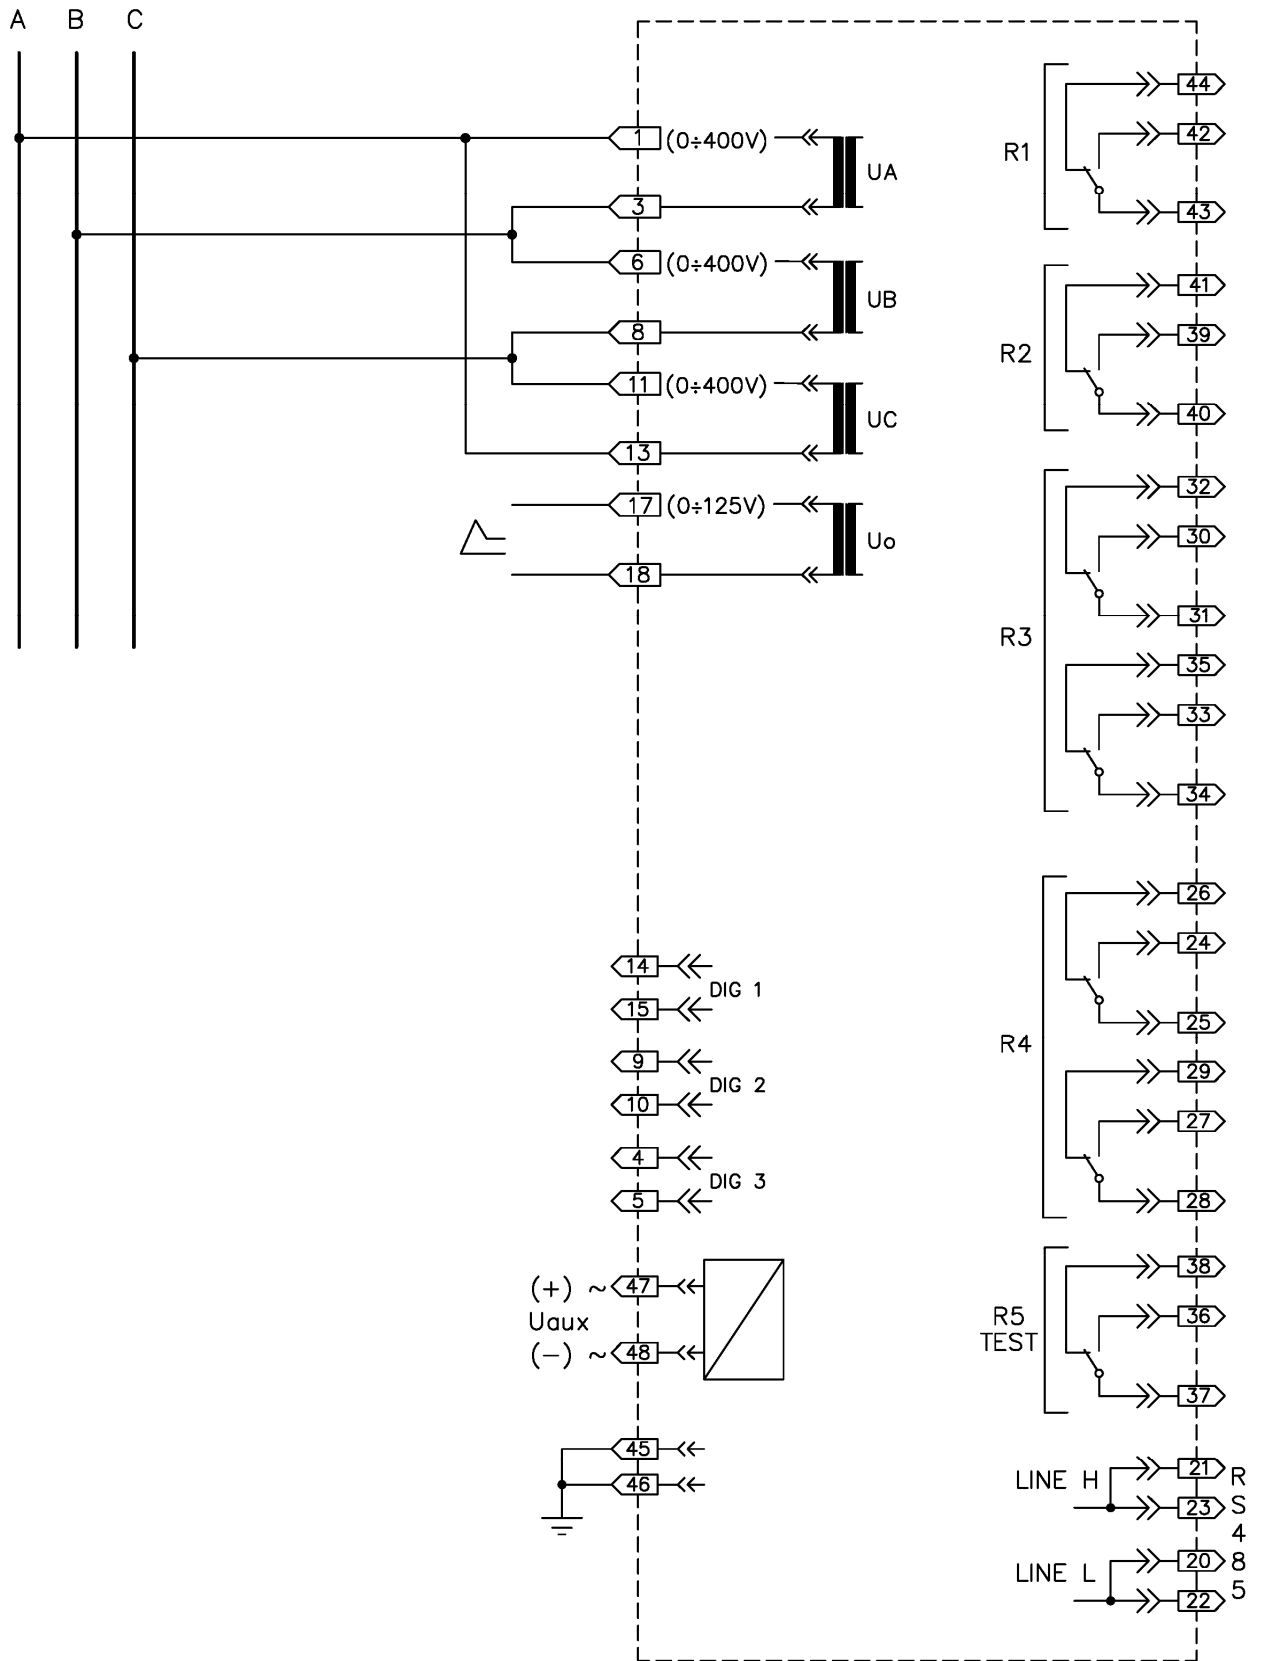 A B C
1 (0÷400V)
UA
3
6 (0÷400V)
UB
8
11 (0÷400V)
UC
13
17 (0÷125V)
Uo
18
14
DIG 1
15
9
DIG 2
10
4
DIG 3
5
(+) ~ 47
Uaux
(−) ~ 48
45
46
44
R1
42
43
41
R2
39
40
32
30
31
R3
35
33
34
26
24
25
R4
29
27
28
38
R5
TEST
36
37
LINE H
21
23
LINE L
20
22
RS485